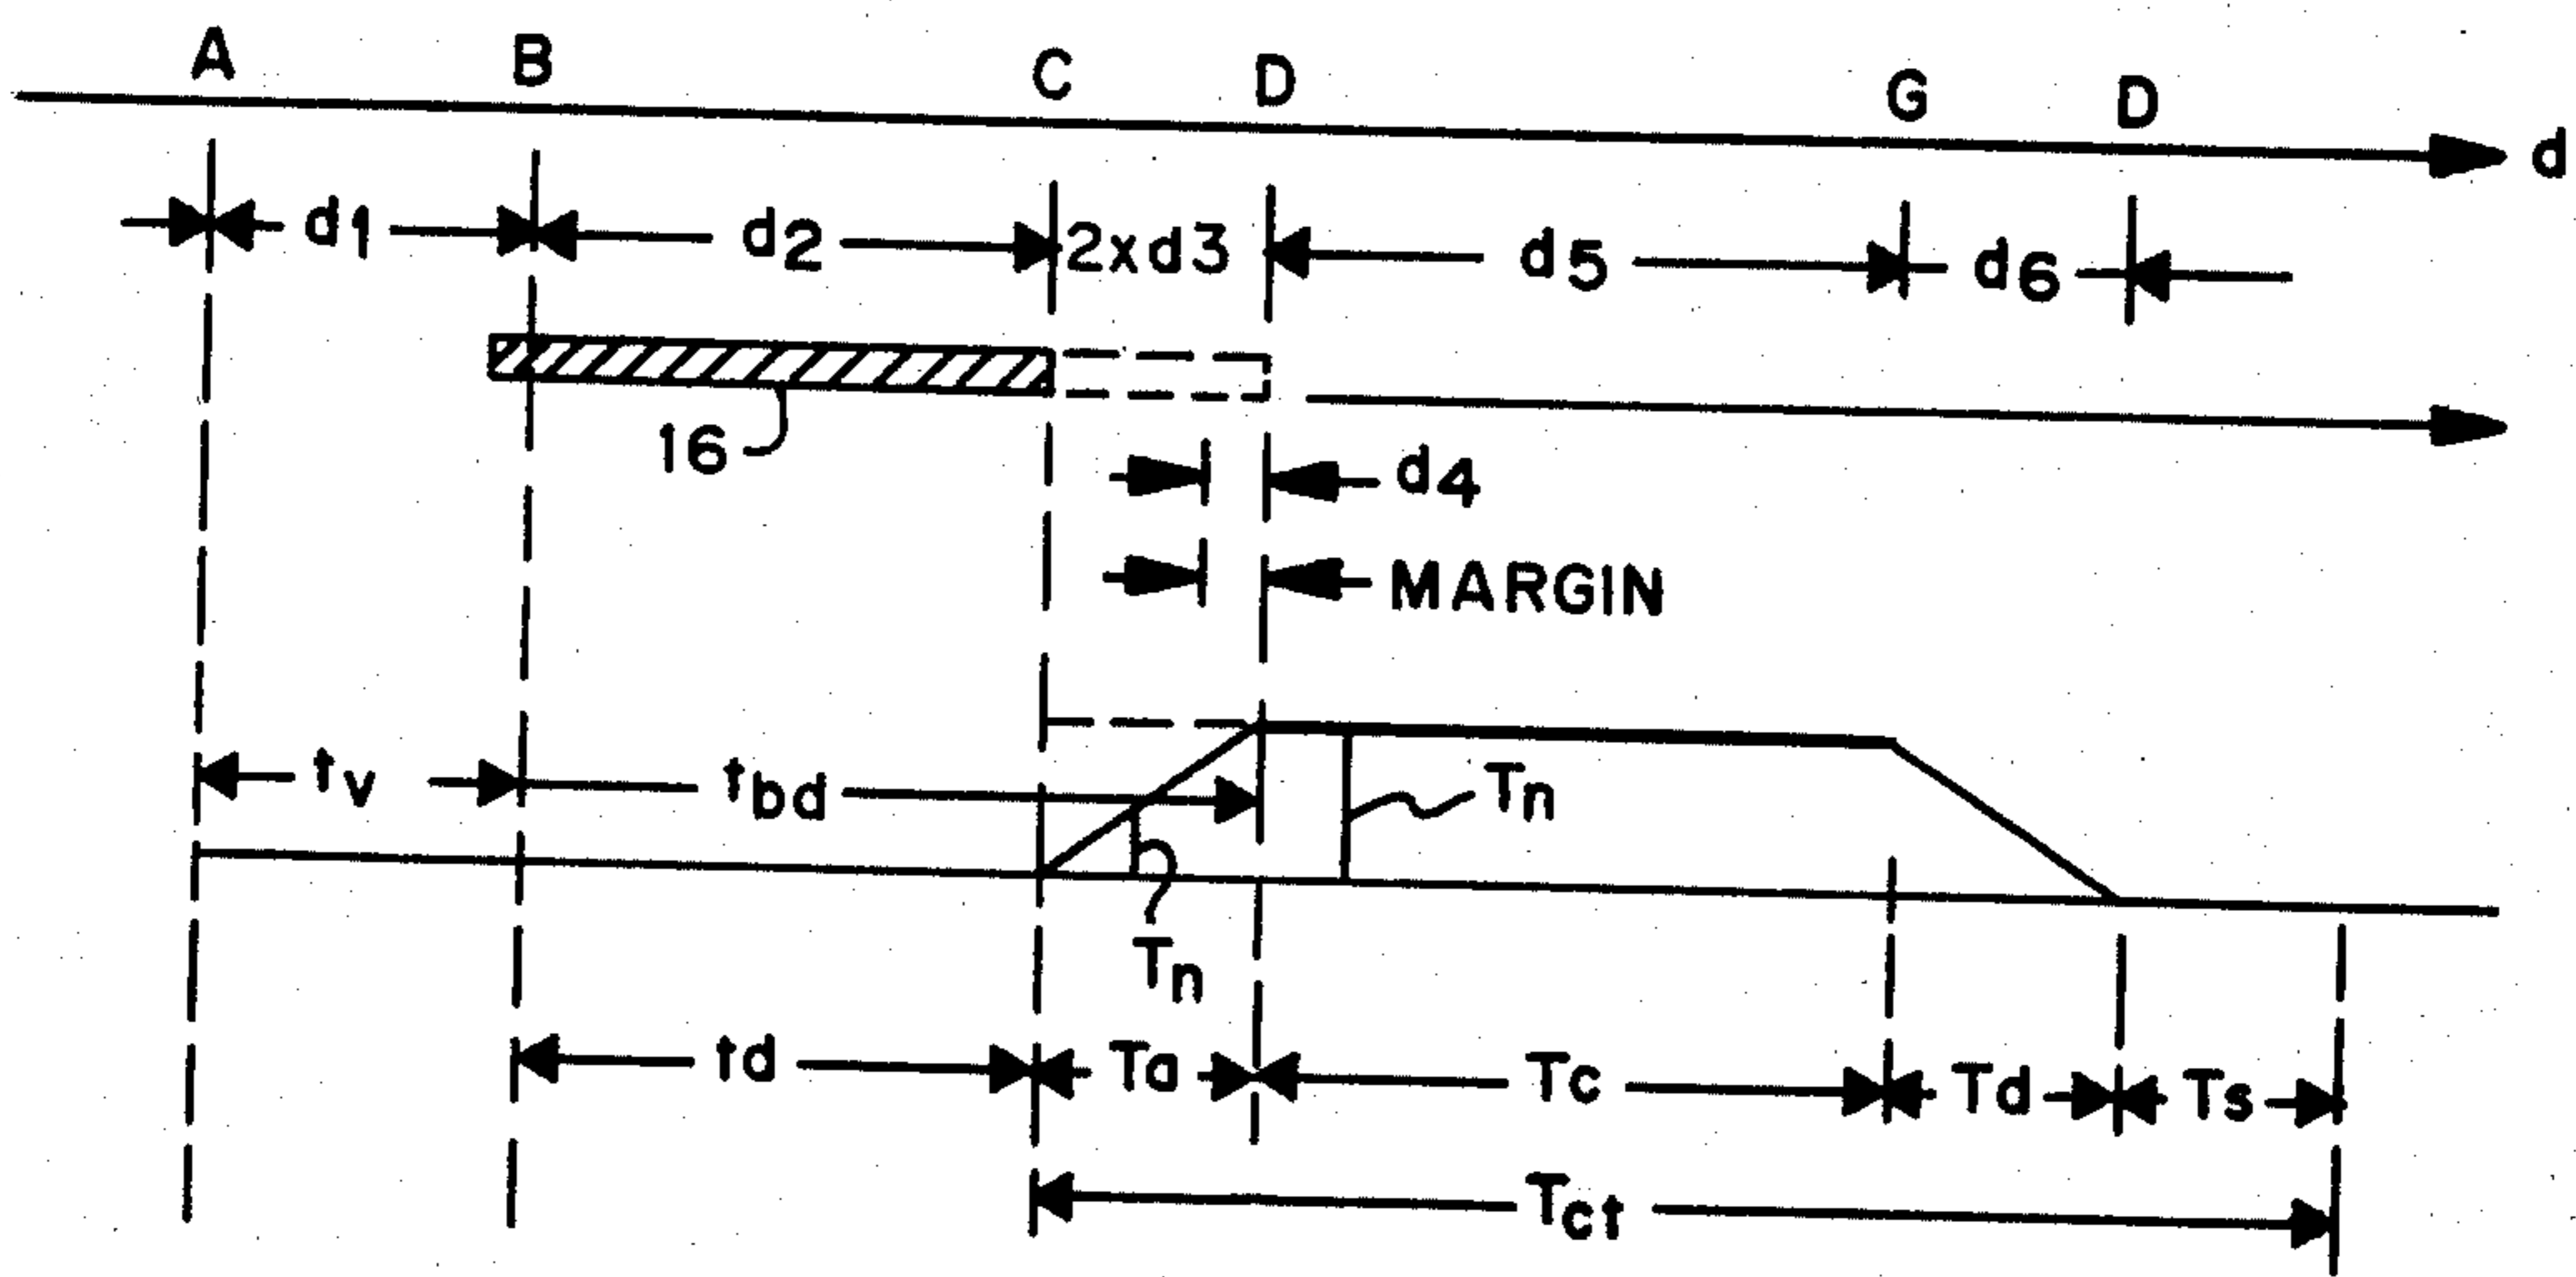 A B C D G D
d
d1 d2 2xd3 d5 d6
16
d4
MARGIN
tv tbd Tn
Tn
td Ta Tc Td Ts
Tct